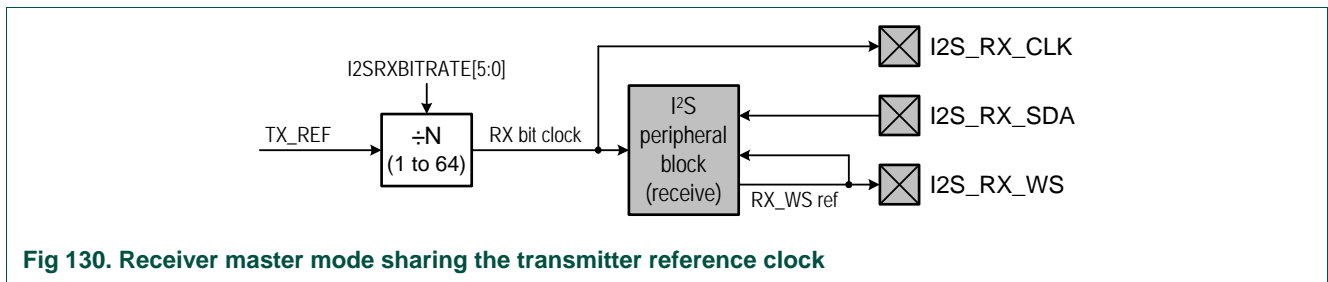 I2SRXBITRATE[5:0]
TX_REF
÷N
(1 to 64)
RX bit clock
I²S
peripheral
block
(receive)
RX_WS ref
I2S_RX_CLK
I2S_RX_SDA
I2S_RX_WS
Fig 130. Receiver master mode sharing the transmitter reference clock